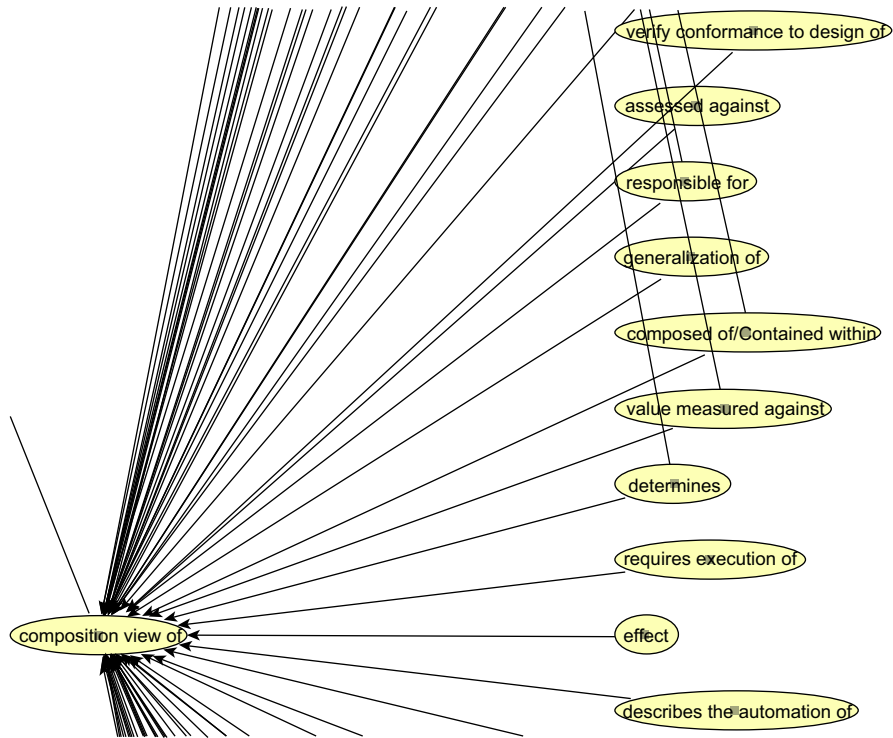 verify conformance to design of
assessed against
responsible for
generalization of
composed of/Contained within
value measured against
determines
requires execution of
composition view of
effect
describes the automation of